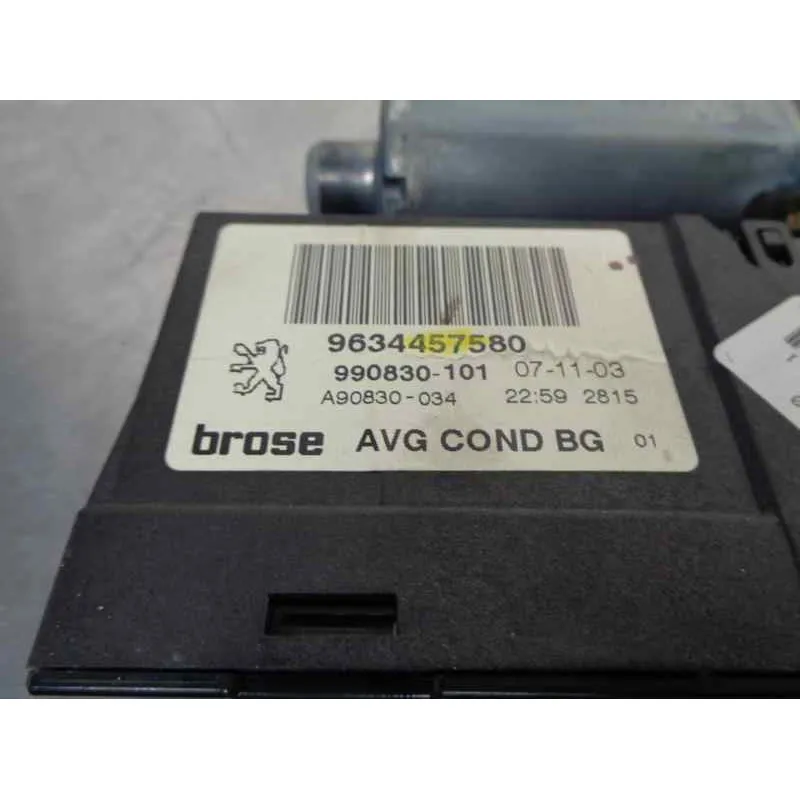 9634457580
990830-101 07-11-03
A90830-034 22:59 2815
brose AVG COND BG 01